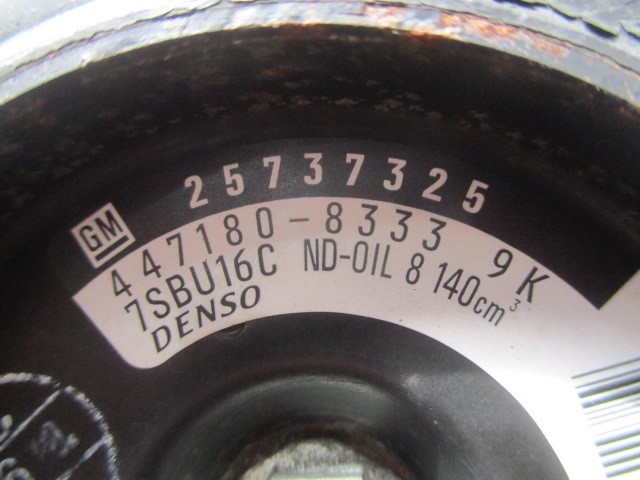 25737325
GM
447180-8333 9K
7SBU16C ND-OIL 8 140cm³
DENSO